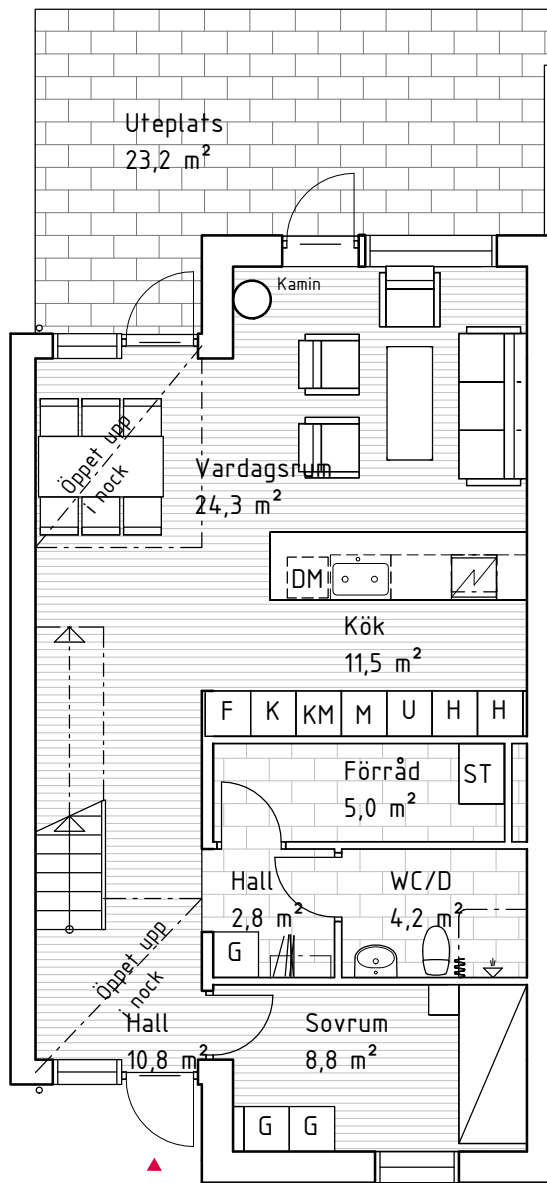 Uteplats
23,2 m²
Kamin
Öppet upp
i nock
Vardagsrum
24,3 m²
DM
Kök
11,5 m²
F K KM M U H H
Förråd
5,0 m²
ST
Hall
2,8 m²
WC/D
4,2 m²
G
Öppet upp
i nock
Hall
10,8 m²
Sovrum
8,8 m²
G G